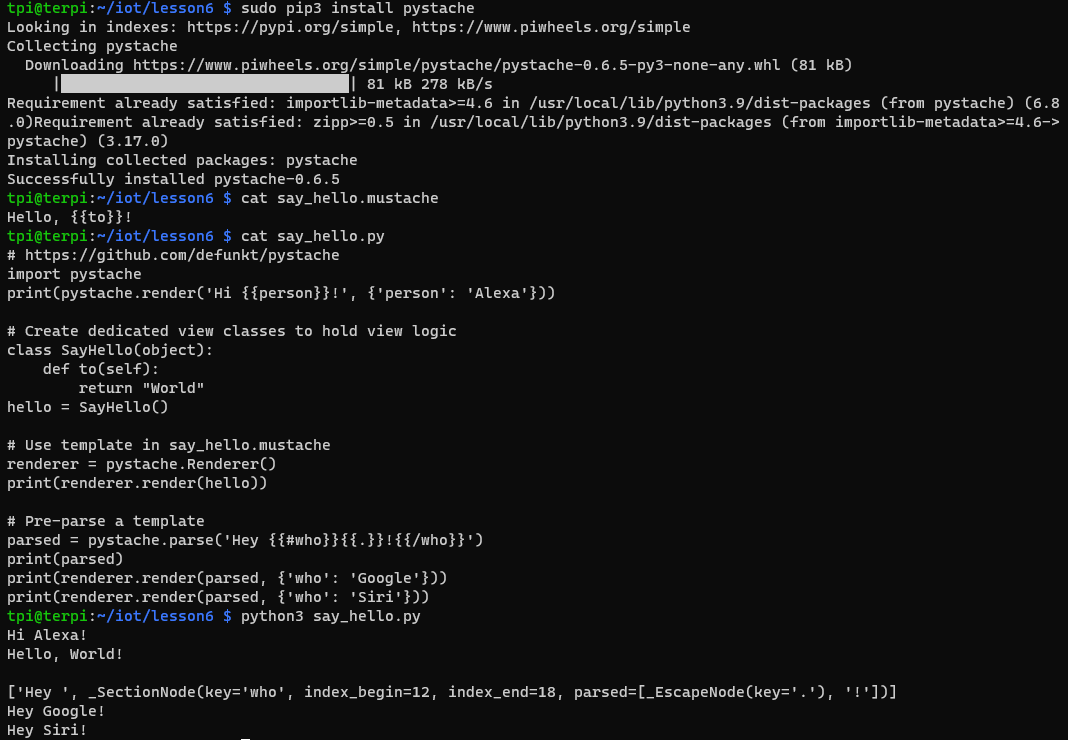 tpi@terpi:~/iot/lesson6 $ sudo pip3 install pystache
Looking in indexes: https://pypi.org/simple, https://www.piwheels.org/simple
Collecting pystache
  Downloading https://www.piwheels.org/simple/pystache/pystache-0.6.5-py3-none-any.whl (81 kB)
     |████████████████████████████████| 81 kB 278 kB/s
Requirement already satisfied: importlib-metadata>=4.6 in /usr/local/lib/python3.9/dist-packages (from pystache) (6.8
.0)Requirement already satisfied: zipp>=0.5 in /usr/local/lib/python3.9/dist-packages (from importlib-metadata>=4.6->
pystache) (3.17.0)
Installing collected packages: pystache
Successfully installed pystache-0.6.5
tpi@terpi:~/iot/lesson6 $ cat say_hello.mustache
Hello, {{to}}!
tpi@terpi:~/iot/lesson6 $ cat say_hello.py
# https://github.com/defunkt/pystache
import pystache
print(pystache.render('Hi {{person}}!', {'person': 'Alexa'}))

# Create dedicated view classes to hold view logic
class SayHello(object):
    def to(self):
        return "World"
hello = SayHello()

# Use template in say_hello.mustache
renderer = pystache.Renderer()
print(renderer.render(hello))

# Pre-parse a template
parsed = pystache.parse('Hey {{#who}}{{.}}!{{/who}}')
print(parsed)
print(renderer.render(parsed, {'who': 'Google'}))
print(renderer.render(parsed, {'who': 'Siri'}))
tpi@terpi:~/iot/lesson6 $ python3 say_hello.py
Hi Alexa!
Hello, World!

['Hey ', _SectionNode(key='who', index_begin=12, index_end=18, parsed=[_EscapeNode(key='.'), '!'])]
Hey Google!
Hey Siri!